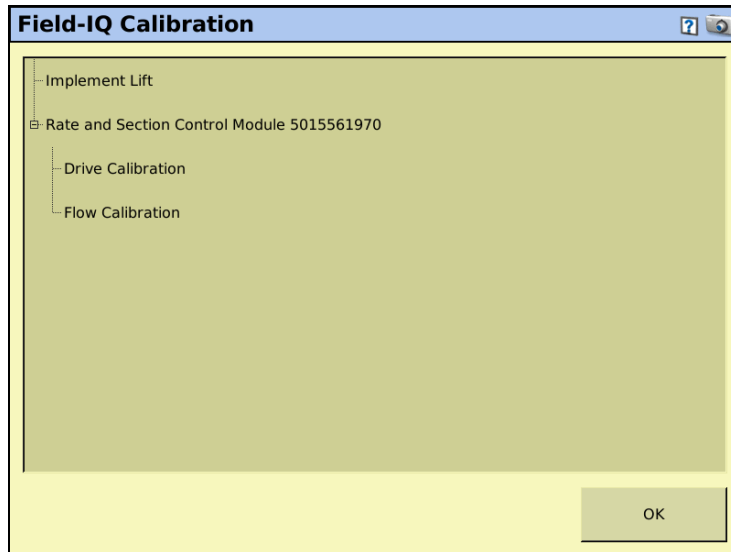 Field-IQ Calibration
Implement Lift
Rate and Section Control Module 5015561970
Drive Calibration
Flow Calibration
OK